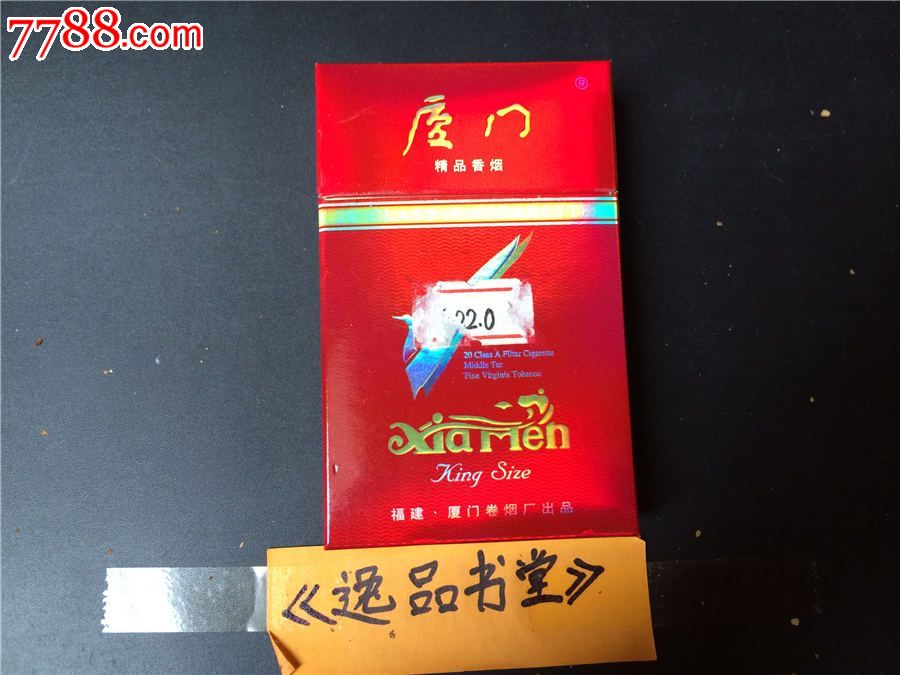 7788.com
厦门
®
精品香烟
02.0
20 Class A Filter Cigarette
Middle Tar
Fine Virginia Tobacco
XiaMen
King Size
福建·厦门卷烟厂出品
《逸品书堂》